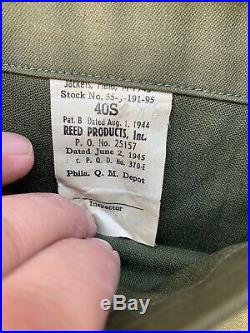 Jackets, Field,
Stock No. 55-J-191-95
40S
Pat. B Dated Aug. 1, 1944
REED PRODUCTS, Inc.
P. O. No. 25157
Dated June 2, 1945
c. P. O. D. No.
Phila. Q. M. Depot
Inspector